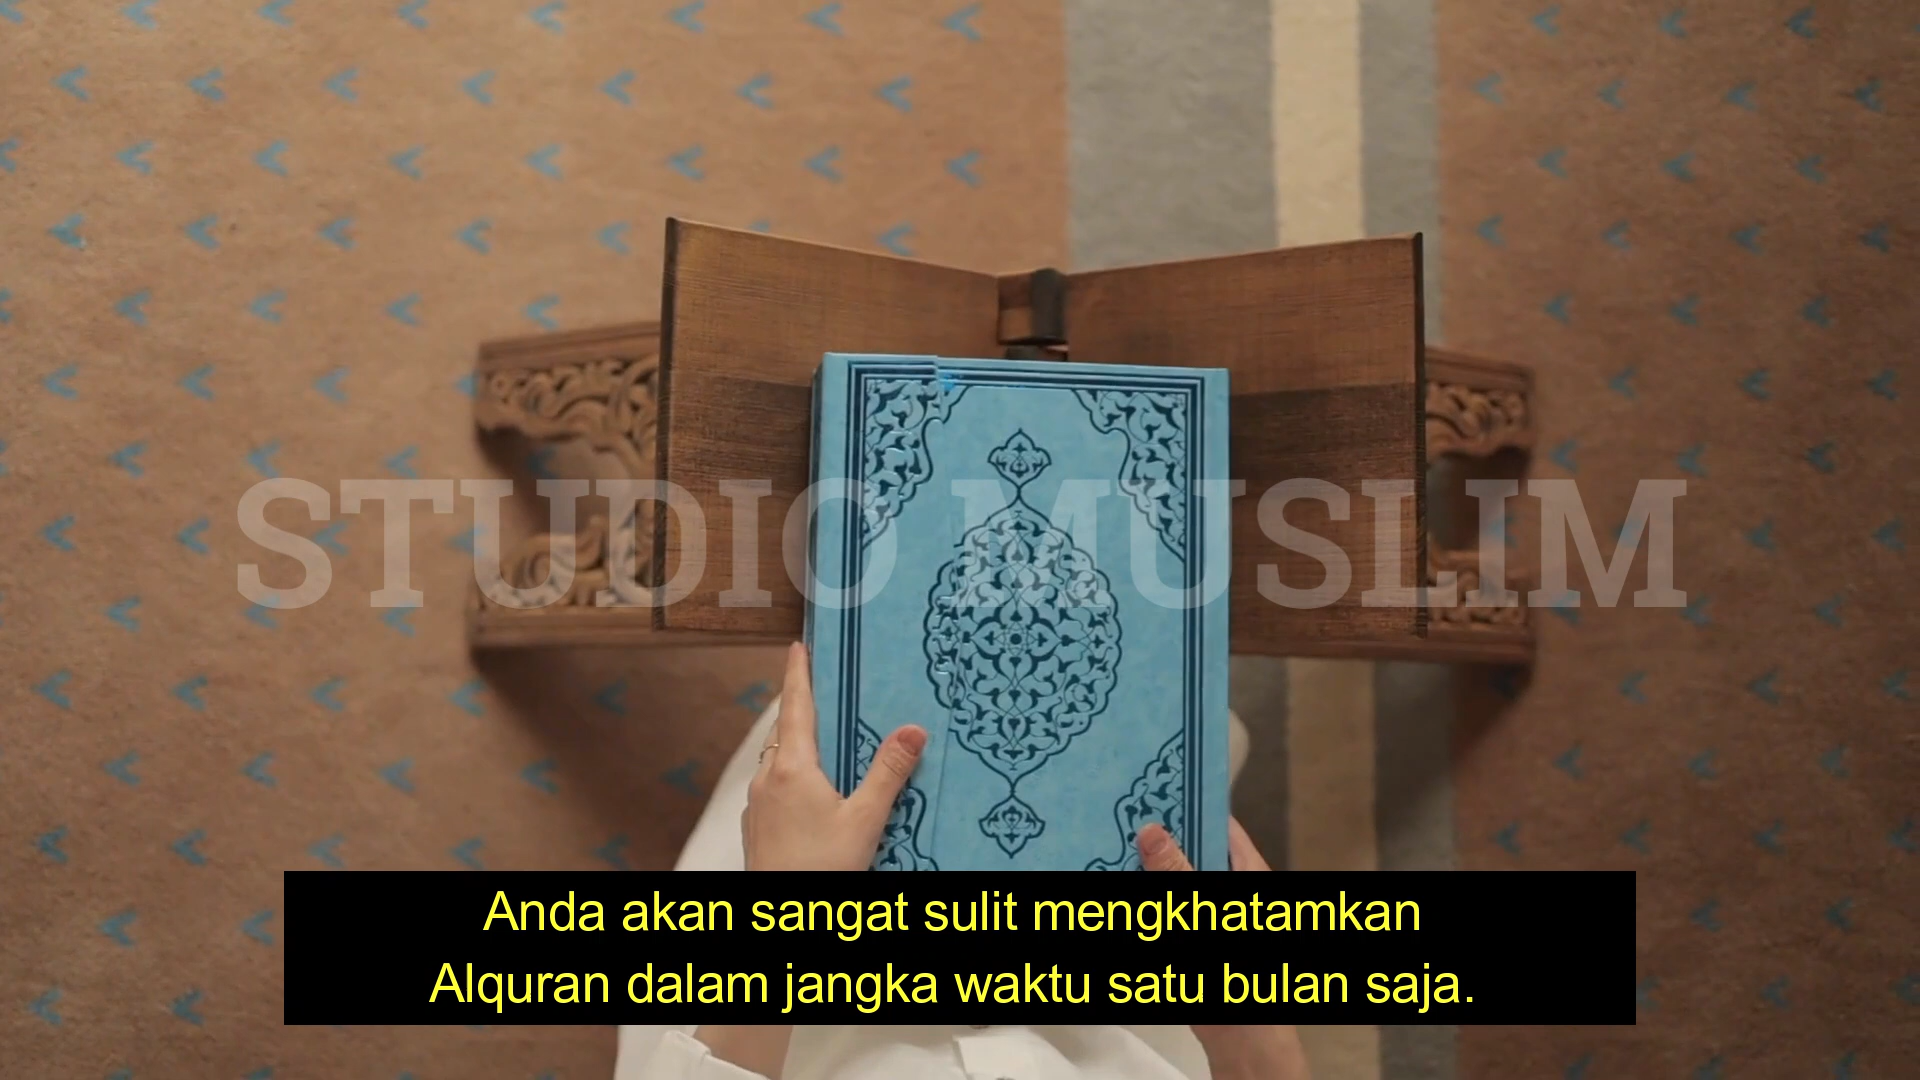 STUDIO MUSLIM
Anda akan sangat sulit mengkhatamkan
Alquran dalam jangka waktu satu bulan saja.